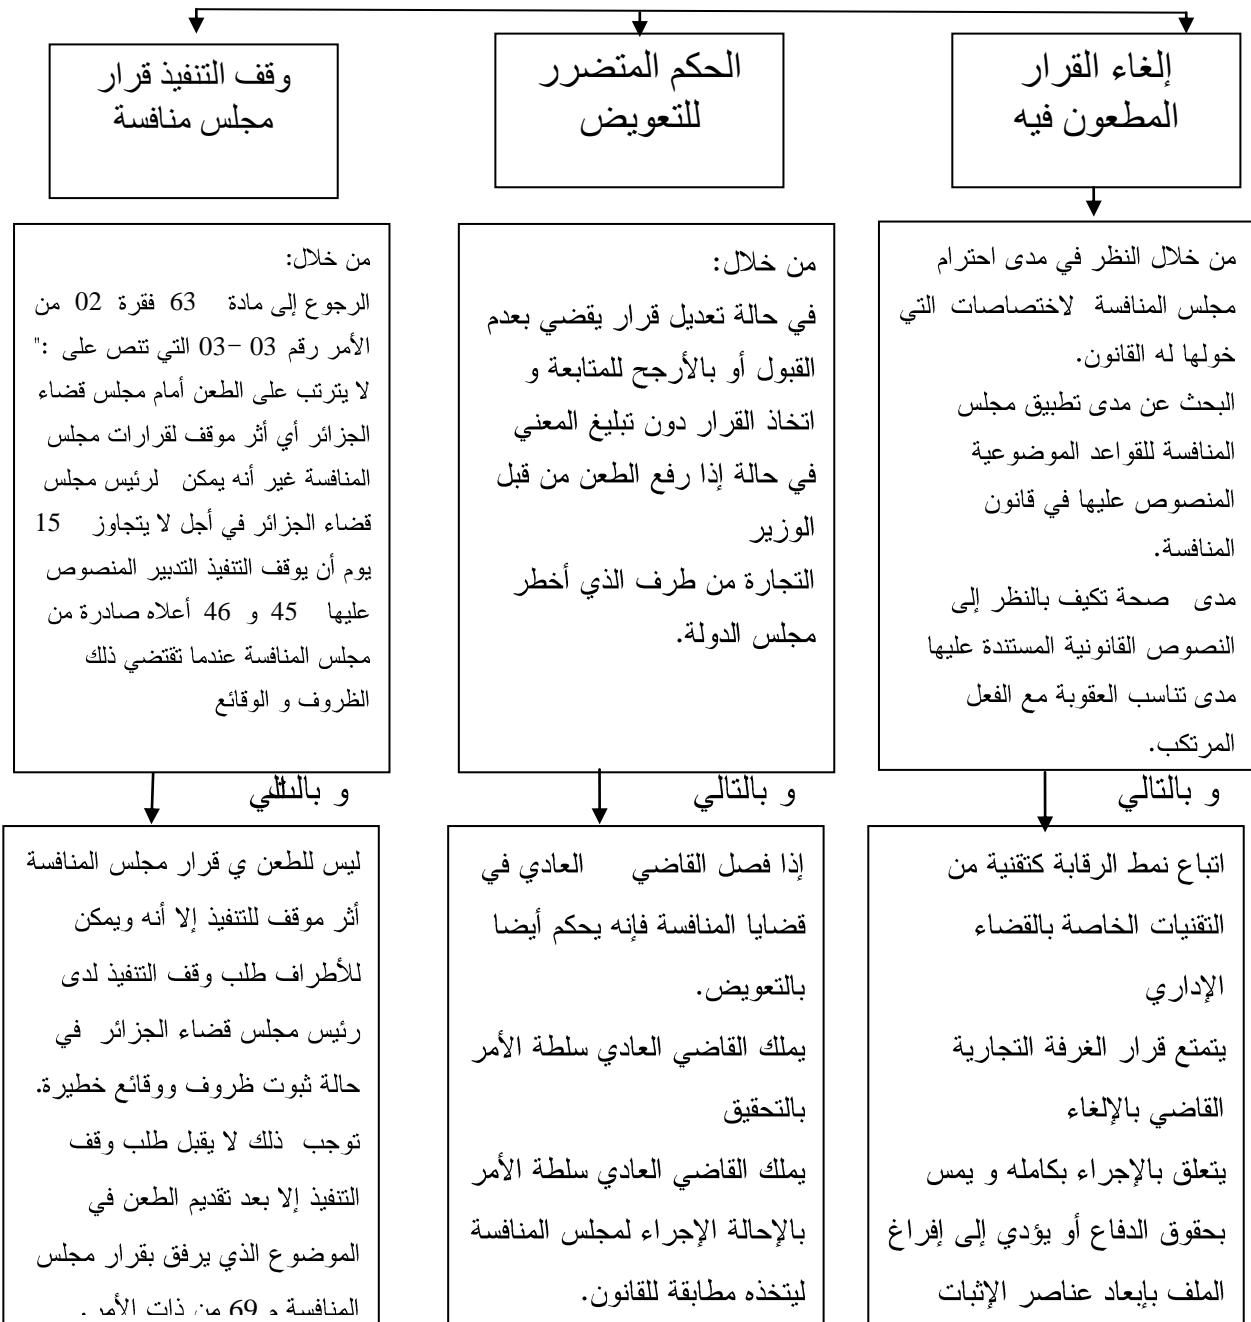 إلغاء القرار
المطعون فيه
الحكم المتضرر
للتعويض
وقف التنفيذ قرار
مجلس منافسة
من خلال النظر في مدى احترام
مجلس المنافسة لاختصاصات التي
خولها له القانون.
البحث عن مدى تطبيق مجلس
المنافسة للقواعد الموضوعية
المنصوص عليها في قانون
المنافسة.
مدى صحة تكيف بالنظر إلى
النصوص القانونية المستندة عليها
مدى تناسب العقوبة مع الفعل
المرتكب.
من خلال:
في حالة تعديل قرار يقضي بعدم
القبول أو بالأرجح للمتابعة و
اتخاذ القرار دون تبليغ المعني
في حالة إذا رفع الطعن من قبل
الوزير
التجارة من طرف الذي أخطر
مجلس الدولة.
من خلال:
الرجوع إلى مادة 63 فقرة 02 من
الأمر رقم 03 -03 التي تنص على :"
لا يترتب على الطعن أمام مجلس قضاء
الجزائر أي أثر موقف لقرارات مجلس
المنافسة غير أنه يمكن لرئيس مجلس
قضاء الجزائر في أجل لا يتجاوز 15
يوم أن يوقف التنفيذ التدبير المنصوص
عليها 45 و 46 أعلاه صادرة من
مجلس المنافسة عندما تقتضي ذلك
الظروف و الوقائع
و بالتالي
و بالتالي
و بالتالي
اتباع نمط الرقابة كتقنية من
التقنيات الخاصة بالقضاء
الإداري
يتمتع قرار الغرفة التجارية
القاضي بالإلغاء
يتعلق بالإجراء بكامله و يمس
بحقوق الدفاع أو يؤدي إلى إفراغ
الملف بإبعاد عناصر الإثبات
إذا فصل القاضي العادي في
قضايا المنافسة فإنه يحكم أيضا
بالتعويض.
يملك القاضي العادي سلطة الأمر
بالتحقيق
يملك القاضي العادي سلطة الأمر
بالإحالة الإجراء لمجلس المنافسة
ليتخذه مطابقة للقانون.
ليس للطعن ي قرار مجلس المنافسة
أثر موقف للتنفيذ إلا أنه ويمكن
للأطراف طلب وقف التنفيذ لدى
رئيس مجلس قضاء الجزائر في
حالة ثبوت ظروف ووقائع خطيرة.
توجب ذلك لا يقبل طلب وقف
التنفيذ إلا بعد تقديم الطعن في
الموضوع الذي يرفق بقرار مجلس
المنافسة م 69 من ذات الأمر.